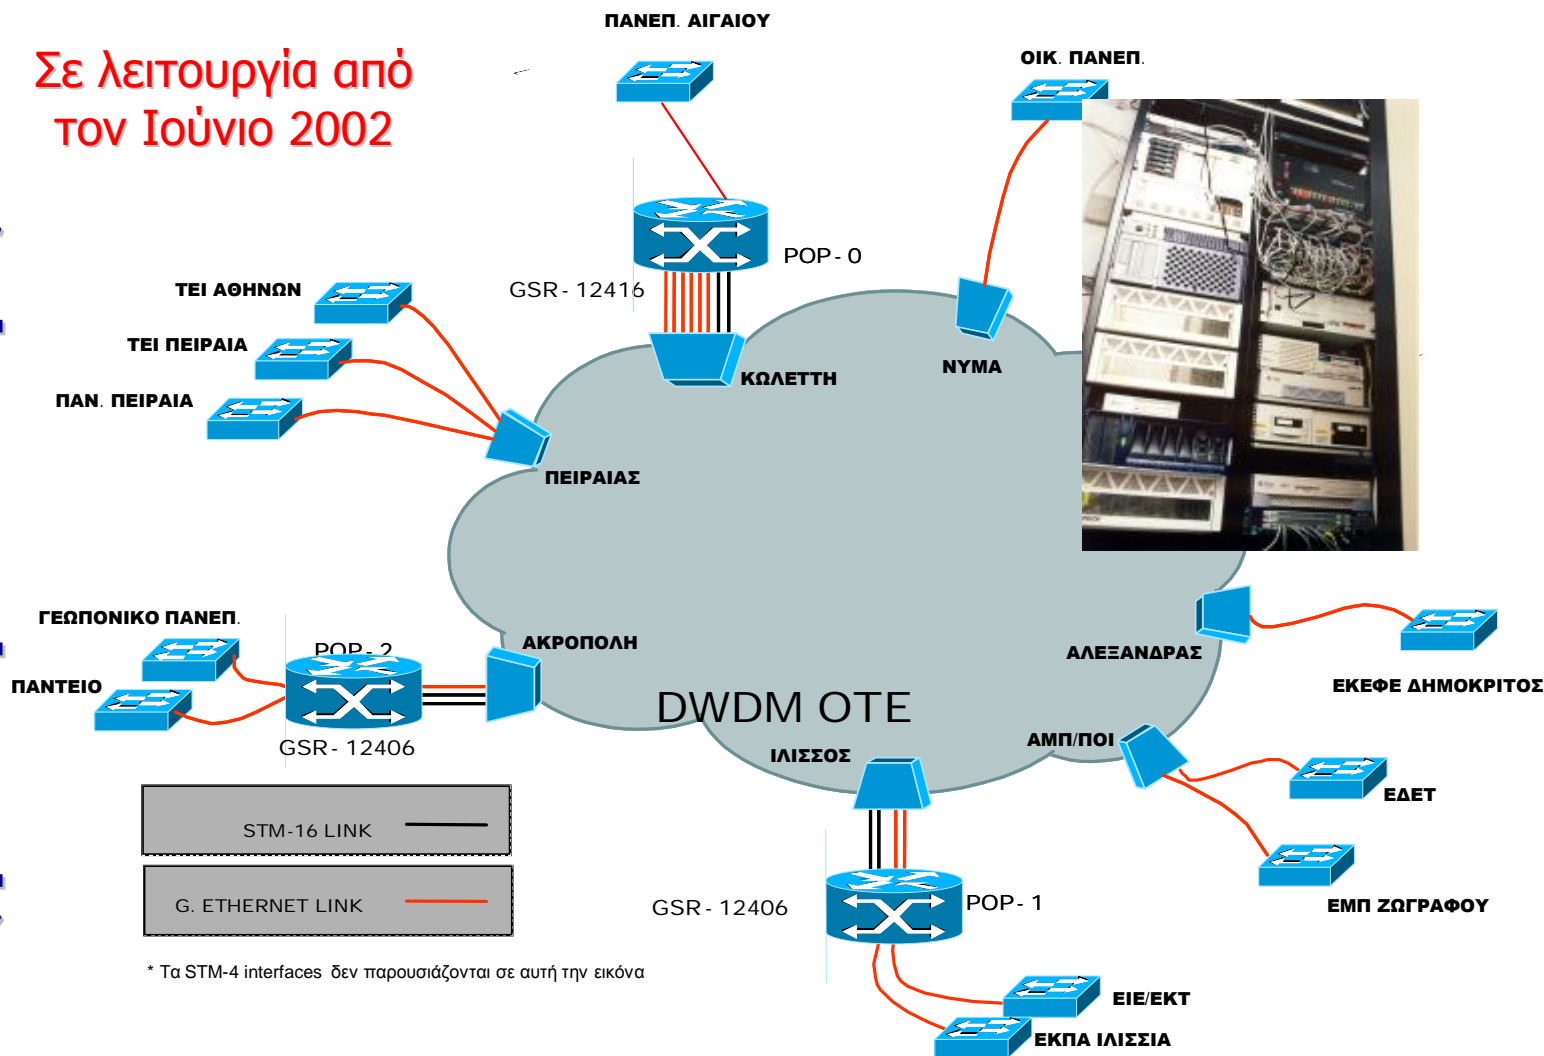 Σε λειτουργία από
τον Ιούνιο 2002
ΠΑΝΕΠ. ΑΙΓΑΙΟΥ
ΟΙΚ. ΠΑΝΕΠ.
POP-0
GSR-12416
ΤΕΙ ΑΘΗΝΩΝ
ΤΕΙ ΠΕΙΡΑΙΑ
ΠΑΝ. ΠΕΙΡΑΙΑ
ΚΩΛΕΤΤΗ
ΝΥΜΑ
ΠΕΙΡΑΙΑΣ
ΓΕΩΠΟΝΙΚΟ ΠΑΝΕΠ.
POP-2
ΠΑΝΤΕΙΟ
GSR-12406
ΑΚΡΟΠΟΛΗ
ΑΛΕΞΑΝΔΡΑΣ
ΕΚΕΦΕ ΔΗΜΟΚΡΙΤΟΣ
DWDM OTE
ΙΛΙΣΣΟΣ
ΑΜΠ/ΠΟΙ
ΕΔΕΤ
ΕΜΠ ΖΩΓΡΑΦΟΥ
STM-16 LINK
G. ETHERNET LINK
GSR-12406
POP-1
* Τα STM-4 interfaces δεν παρουσιάζονται σε αυτή την εικόνα
ΕΙΕ/ΕΚΤ
ΕΚΠΑ ΙΛΙΣΣΙΑ